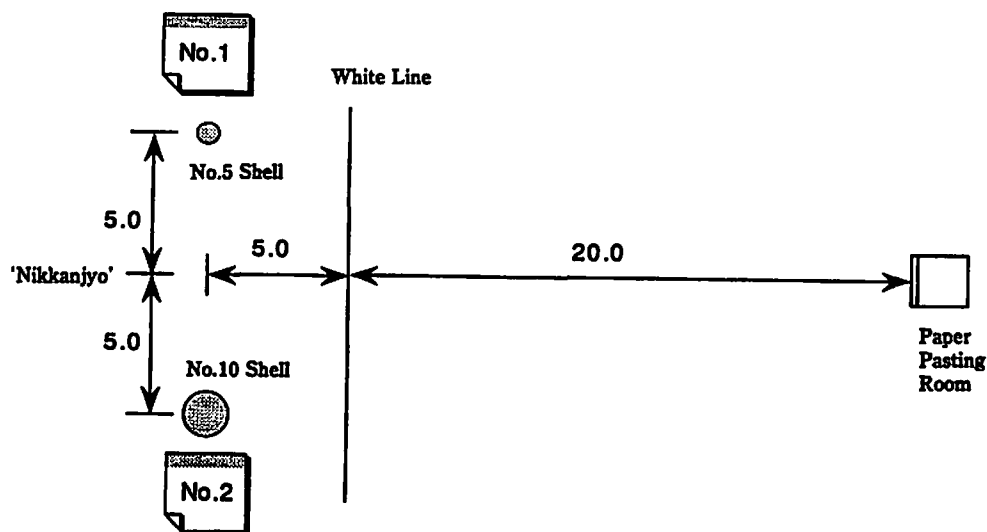 No.1
White Line
No.5 Shell
5.0
5.0
20.0
'Nikkanjyo'
5.0
No.10 Shell
Paper
Pasting
Room
No.2